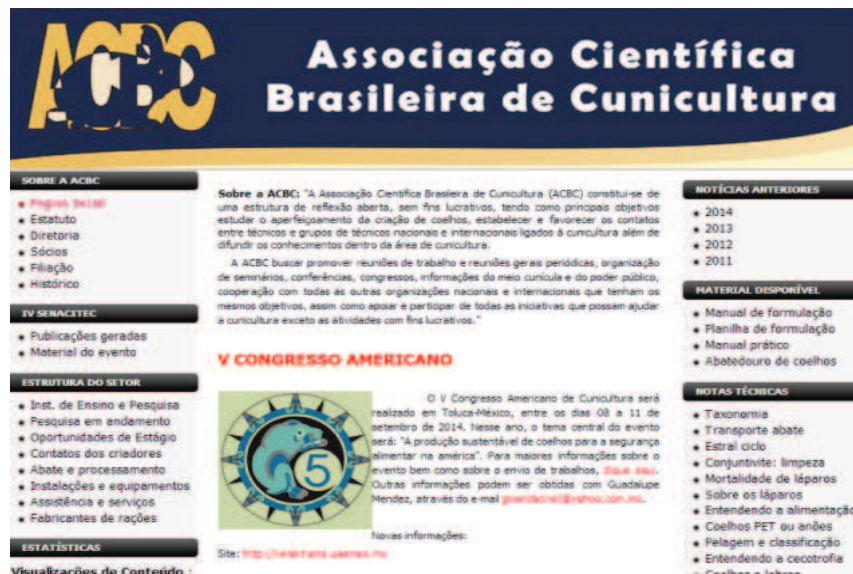 ACBC
Associação Científica
Brasileira de Cunicultura
SOBRE A ACBC
Página Inicial
Estatuto
Diretoria
Sócios
Filiação
Histórico
IV SENACITEC
Publicações geradas
Material do evento
ESTRUTURA DO SETOR
Inst. de Ensino e Pesquisa
Pesquisa em andamento
Oportunidades de Estágio
Contatos dos criadores
Abate e processamento
Instalações e equipamentos
Assistência e serviços
Fabricantes de rações
ESTATÍSTICAS
Visualizações de Conteúdo :
Sobre a ACBC: "A Associação Científica Brasileira de Cunicultura (ACBC) constitui-se de
uma estrutura de reflexão aberta, sem fins lucrativos, tendo como principais objetivos
estudar o aperfeiçoamento da criação de coelhos, estabelecer e favorecer os contatos
entre técnicos e grupos de técnicos nacionais e internacionais ligados à cunicultura além de
difundir os conhecimentos dentro da área de cunicultura.
A ACBC buscar promover reuniões de trabalho e reuniões gerais periódicas, organização
de seminários, conferências, congressos, informações do meio cunícula e do poder público,
cooperação com todas as outras organizações nacionais e internacionais que tenham os
mesmos objetivos, assim como apoiar e participar de todas as iniciativas que possam ajudar
a cunicultura exceto as atividades com fins lucrativos."
V CONGRESSO AMERICANO
5
O V Congresso Americano de Cunicultura será
realizado em Toluca-México, entre os dias 08 a 11 de
setembro de 2014. Nesse ano, o tema central do evento
será: "A produção sustentável de coelhos para a segurança
alimentar na américa". Para maiores informações sobre o
evento bem como sobre o envio de trabalhos, clique aqui.
Outras informações podem ser obtidas com Guadalupe
Mendez, através do e-mail
Novas informações:
Site:
NOTÍCIAS ANTERIORES
2014
2013
2012
2011
MATERIAL DISPONÍVEL
Manual de formulação
Planilha de formulação
Manual prático
Abatedouro de coelhos
NOTAS TÉCNICAS
Taxonomia
Transporte abate
Estral ciclo
Conjuntivite: limpeza
Mortalidade de láparos
Sobre os láparos
Entendendo a alimentação
Coelhos PET ou anões
Pelagem e classificação
Entendendo a cecotrofia
Coelhos e lebres